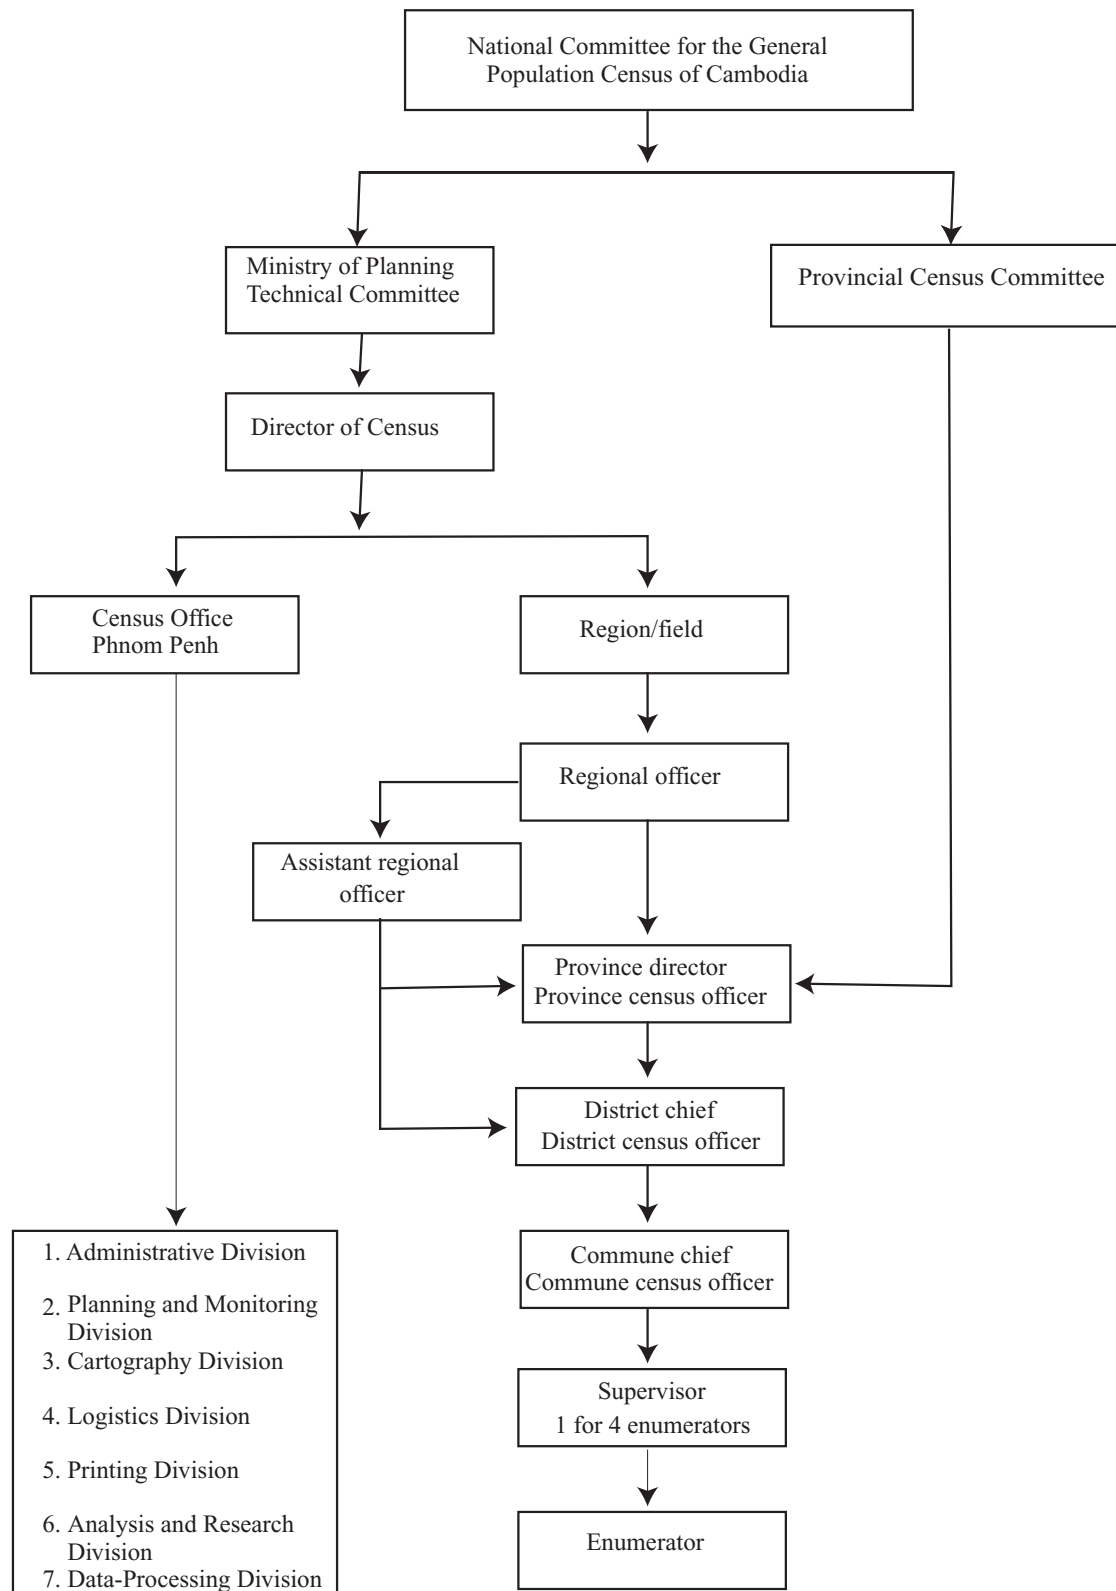 National Committee for the General
Population Census of Cambodia
Ministry of Planning
Technical Committee
Provincial Census Committee
Director of Census
Census Office
Phnom Penh
Region/field
Regional officer
Assistant regional
officer
Province director
Province census officer
District chief
District census officer
Commune chief
Commune census officer
Supervisor
1 for 4 enumerators
Enumerator
1. Administrative Division
2. Planning and Monitoring
Division
3. Cartography Division
4. Logistics Division
5. Printing Division
6. Analysis and Research
Division
7. Data-Processing Division